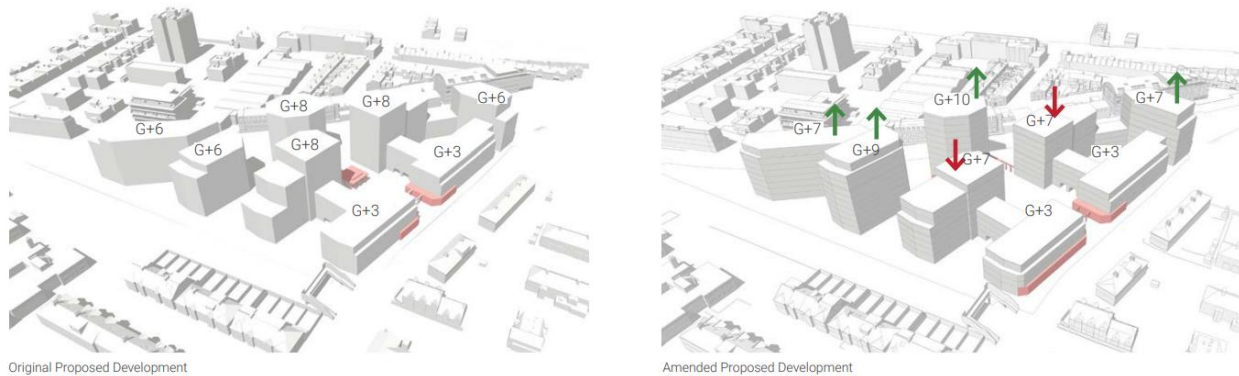 G+8
G+8
G+6
G+6
G+6
G+8
G+3
G+3
Original Proposed Development
G+10
G+7
G+7
G+7
G+9
G+7
G+3
G+3
Amended Proposed Development